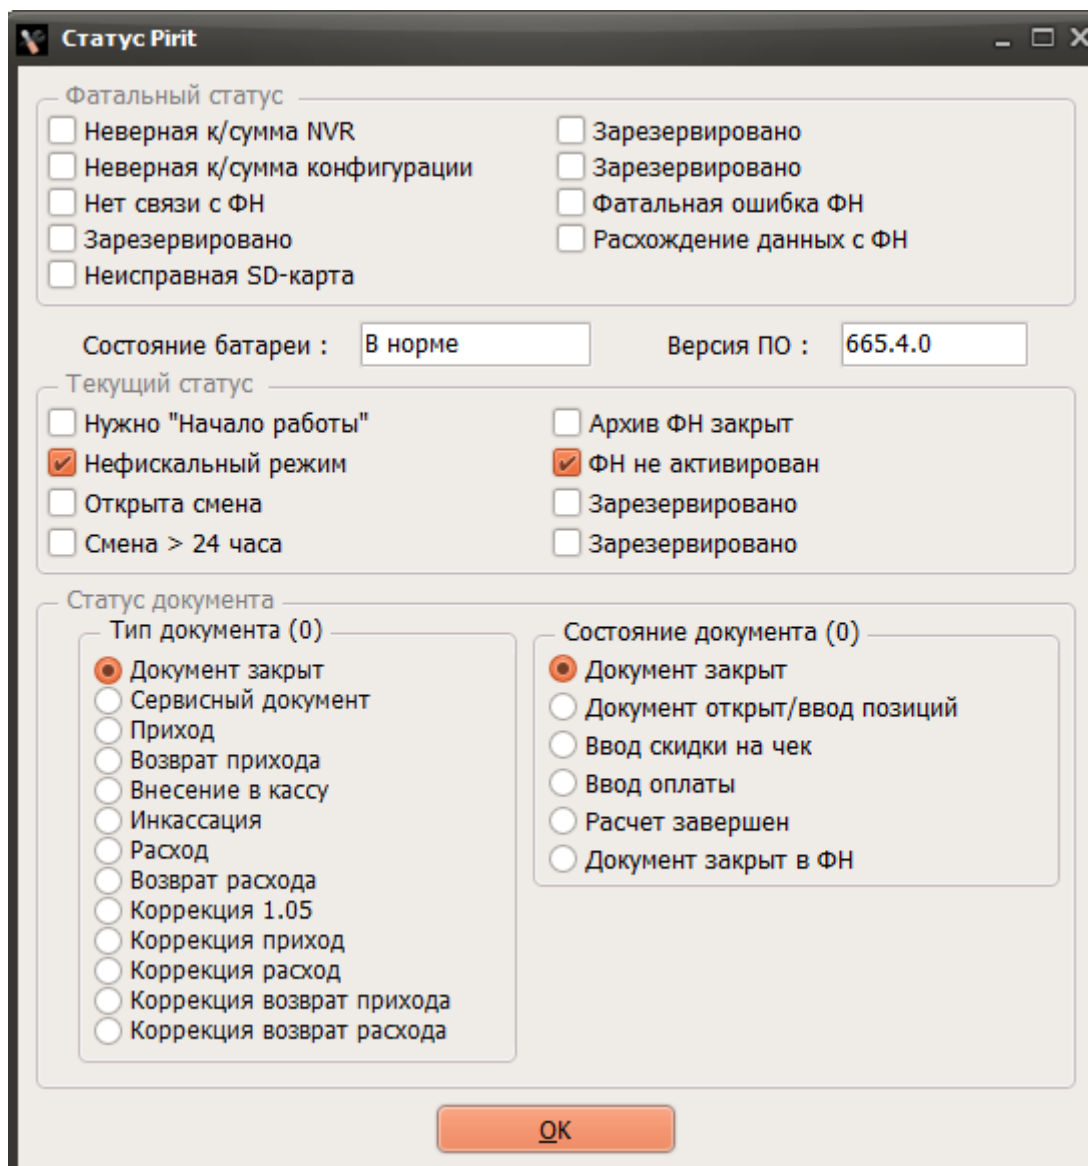 Статус Pirit
Фатальный статус
Неверная к/сумма NVR
Неверная к/сумма конфигурации
Нет связи с ФН
Зарезервировано
Неисправная SD-карта
Зарезервировано
Зарезервировано
Фатальная ошибка ФН
Расхождение данных с ФН
Состояние батареи : В норме
Версия ПО : 665.4.0
Текущий статус
Нужно "Начало работы"
Нефискальный режим
Открыта смена
Смена > 24 часа
Архив ФН закрыт
ФН не активирован
Зарезервировано
Зарезервировано
Статус документа
Тип документа (0)
Документ закрыт
Сервисный документ
Приход
Возврат прихода
Внесение в кассу
Инкассация
Расход
Возврат расхода
Коррекция 1.05
Коррекция приход
Коррекция расход
Коррекция возврат прихода
Коррекция возврат расхода
Состояние документа (0)
Документ закрыт
Документ открыт/ввод позиций
Ввод скидки на чек
Ввод оплаты
Расчет завершен
Документ закрыт в ФН
OK